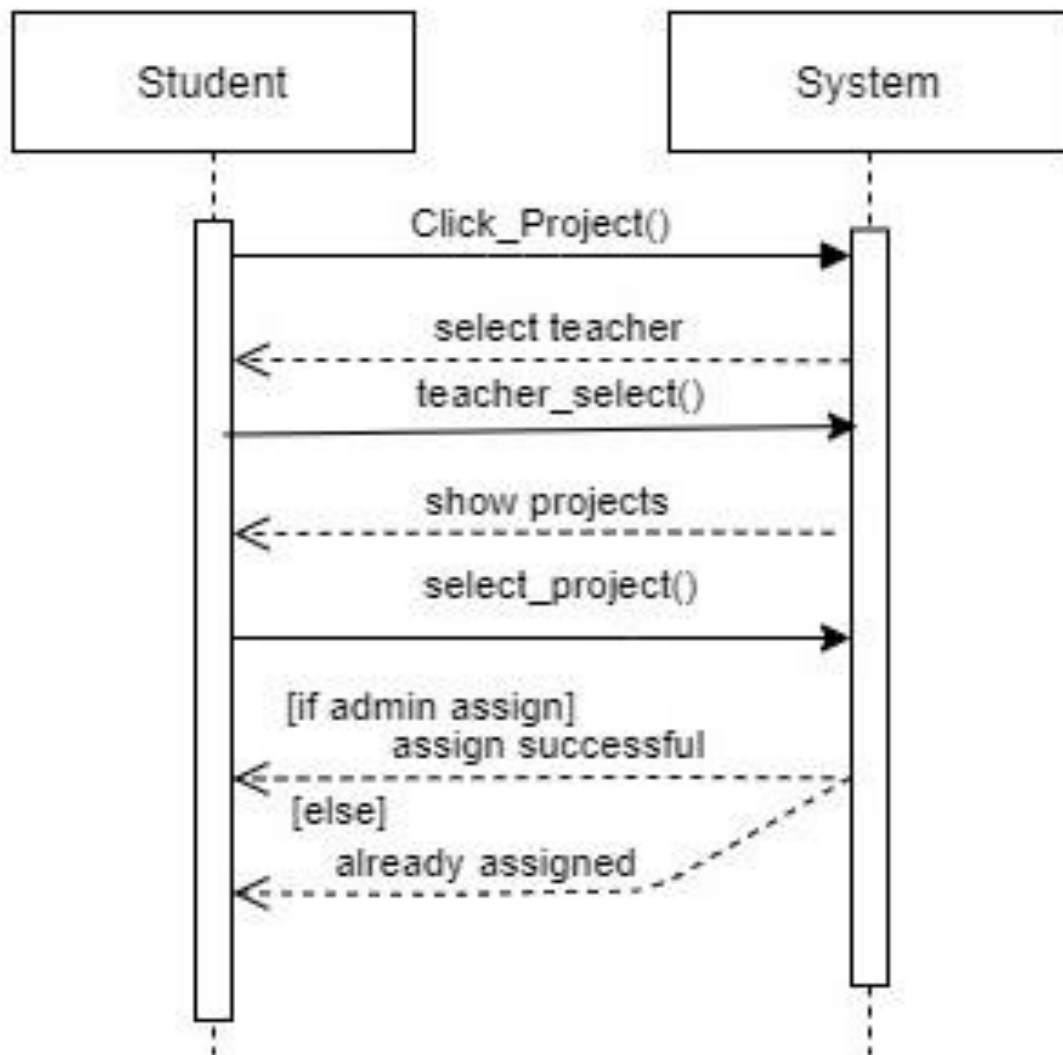 Student
System
Click_Project()
select teacher
teacher_select()
show projects
select_project()
[if admin assign]
assign successful
[else]
already assigned